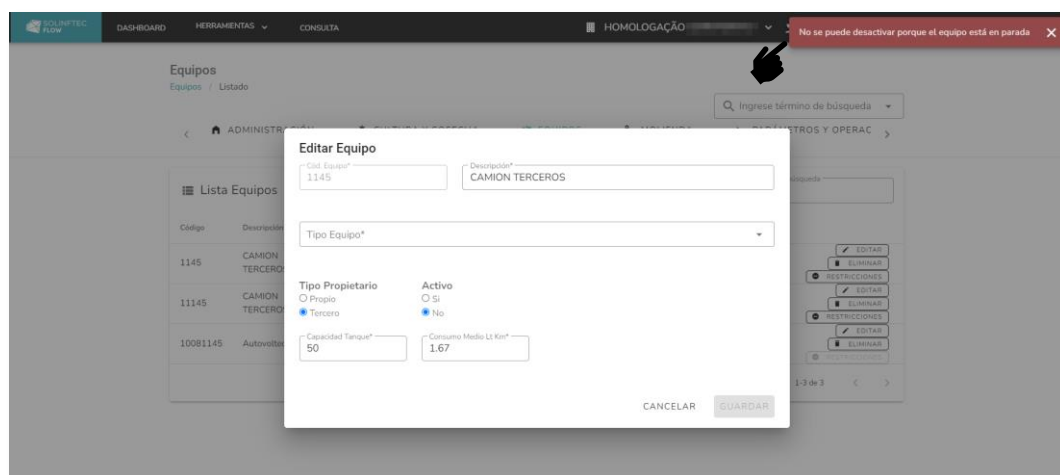 SOLINFTEC
FLOW
DASHBOARD
HERRAMIENTAS
CONSULTA
HOMOLOGAÇÃO
No se puede desactivar porque el equipo está en parada
Equipos
Equipos / Listado
Ingrese término de búsqueda
ADMINISTRACIÓN
EQUIPOS
Y OPERAC
Editar Equipo
Cód. Equipo*
1145
Descripción*
CAMION TERCEROS
Lista Equipos
Código
Descripción
Tipo Equipo*
1145
CAMION
TERCEROS
EDITAR
ELIMINAR
RESTRICCIONES
Tipo Propietario
Activo
Propio
Si
Tercero
No
11145
CAMION
TERCEROS
EDITAR
ELIMINAR
RESTRICCIONES
Capacidad Tanque*
50
Consumo Medio Lt Km*
1.67
10081145
Autovolteo
EDITAR
ELIMINAR
RESTRICCIONES
1-3 de 3
CANCELAR
GUARDAR